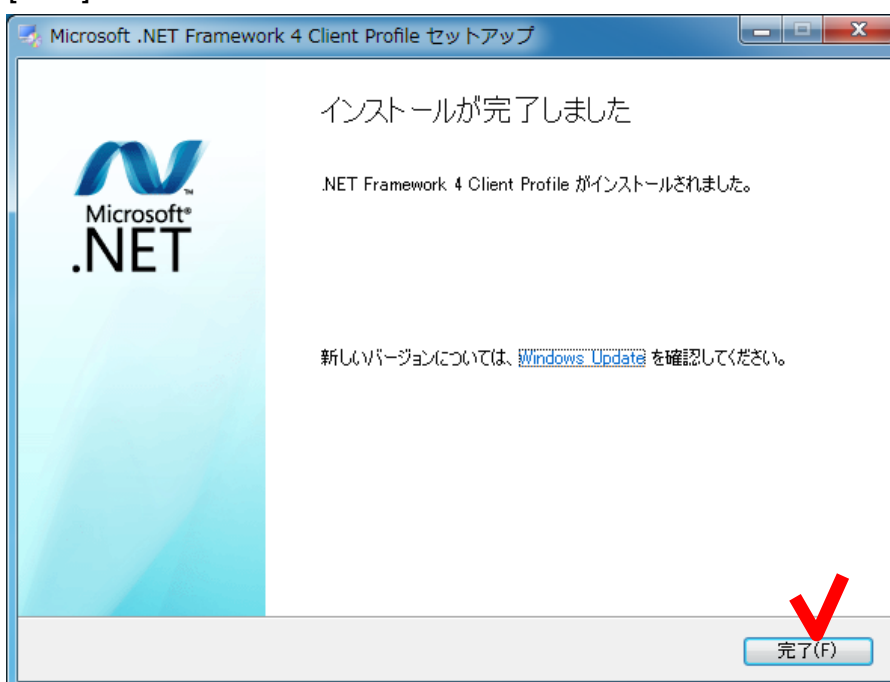 Microsoft .NET Framework 4 Client Profile セットアップ
インストールが完了しました
.NET Framework 4 Client Profile がインストールされました。
Microsoft®
.NET
新しいバージョンについては、Windows Update を確認してください。
完了(F)